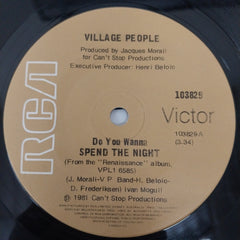 VILLAGE PEOPLE
Produced by Jacques Morali
for Can't Stop Productions
Executive Producer: Henri Belolo
103829
RCA
Victor
103829 A
(3:34)
Do You Wanna
SPEND THE NIGHT
(From the "Renaissance" album,
VPL1 6585)
(J. Morali-V.P. Band-H. Belolo-
D. Frederiksen) (van Mogul)
℗ 1981 Can't Stop Productions